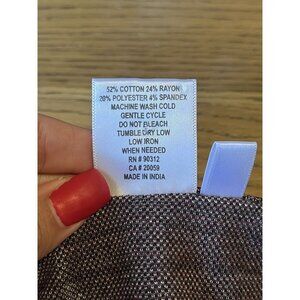 52% COTTON 24% RAYON
20% POLYESTER 4% SPANDEX
MACHINE WASH COLD
GENTLE CYCLE
DO NOT BLEACH
TUMBLE DRY LOW
LOW IRON
WHEN NEEDED
RN # 90312
CA # 20059
MADE IN INDIA